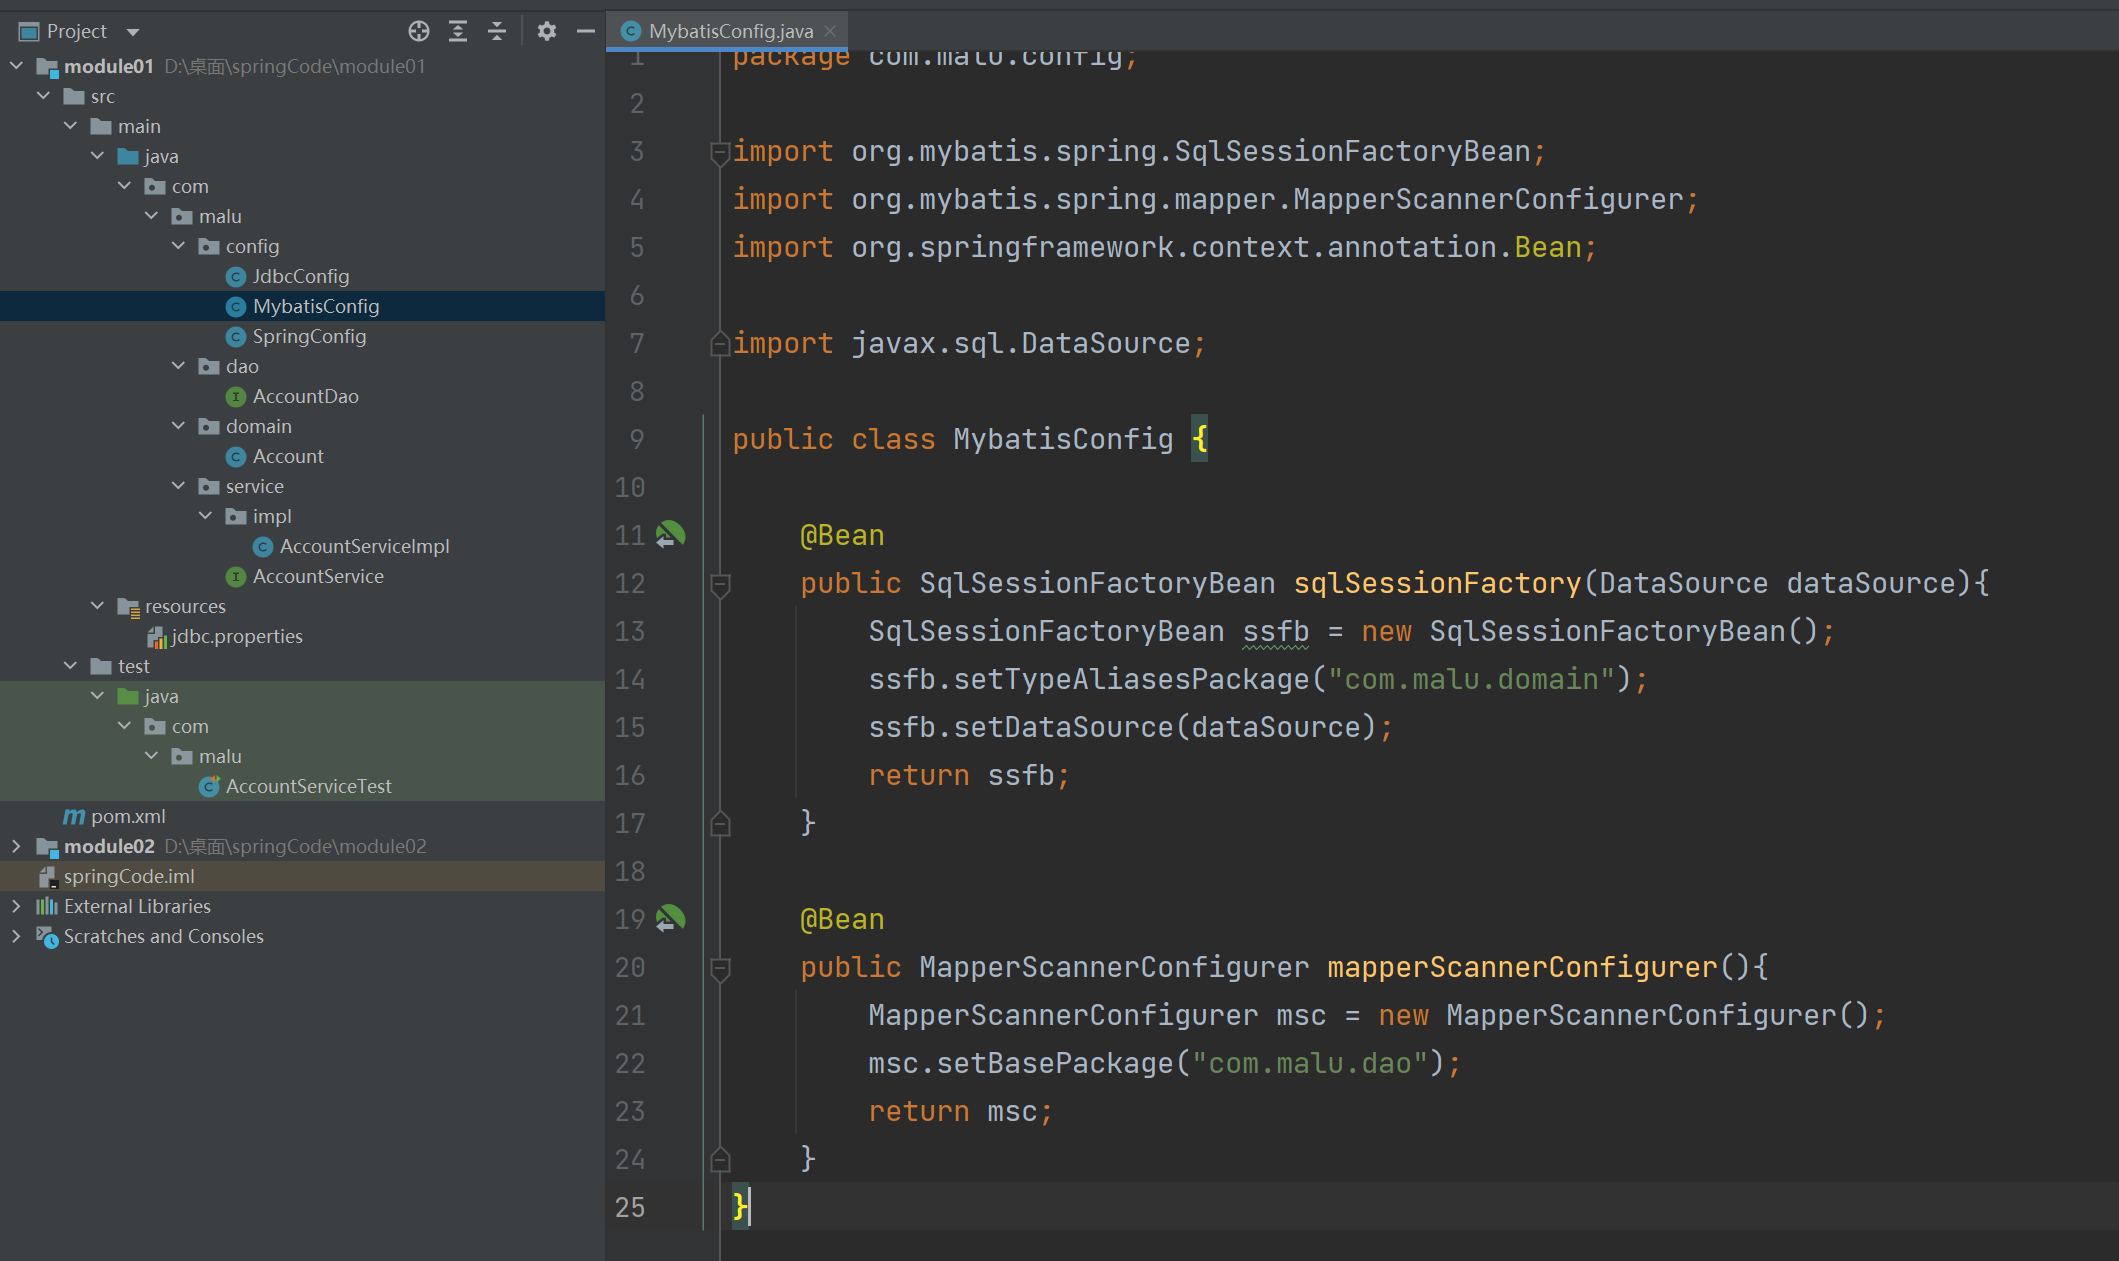 Project
module01 D:\桌面\springCode\module01
src
main
java
com
malu
config
JdbcConfig
MybatisConfig
SpringConfig
dao
AccountDao
domain
Account
service
impl
AccountServiceImpl
AccountService
resources
jdbc.properties
test
java
com
malu
AccountServiceTest
pom.xml
module02 D:\桌面\springCode\module02
springCode.iml
External Libraries
Scratches and Consoles
MybatisConfig.java
1 package com.malu.config;
2
3 import org.mybatis.spring.SqlSessionFactoryBean;
4 import org.mybatis.spring.mapper.MapperScannerConfigurer;
5 import org.springframework.context.annotation.Bean;
6
7 import javax.sql.DataSource;
8
9 public class MybatisConfig {
10
11 @Bean
12 public SqlSessionFactoryBean sqlSessionFactory(DataSource dataSource){
13 SqlSessionFactoryBean ssfb = new SqlSessionFactoryBean();
14 ssfb.setTypeAliasesPackage("com.malu.domain");
15 ssfb.setDataSource(dataSource);
16 return ssfb;
17 }
18
19 @Bean
20 public MapperScannerConfigurer mapperScannerConfigurer(){
21 MapperScannerConfigurer msc = new MapperScannerConfigurer();
22 msc.setBasePackage("com.malu.dao");
23 return msc;
24 }
25 }